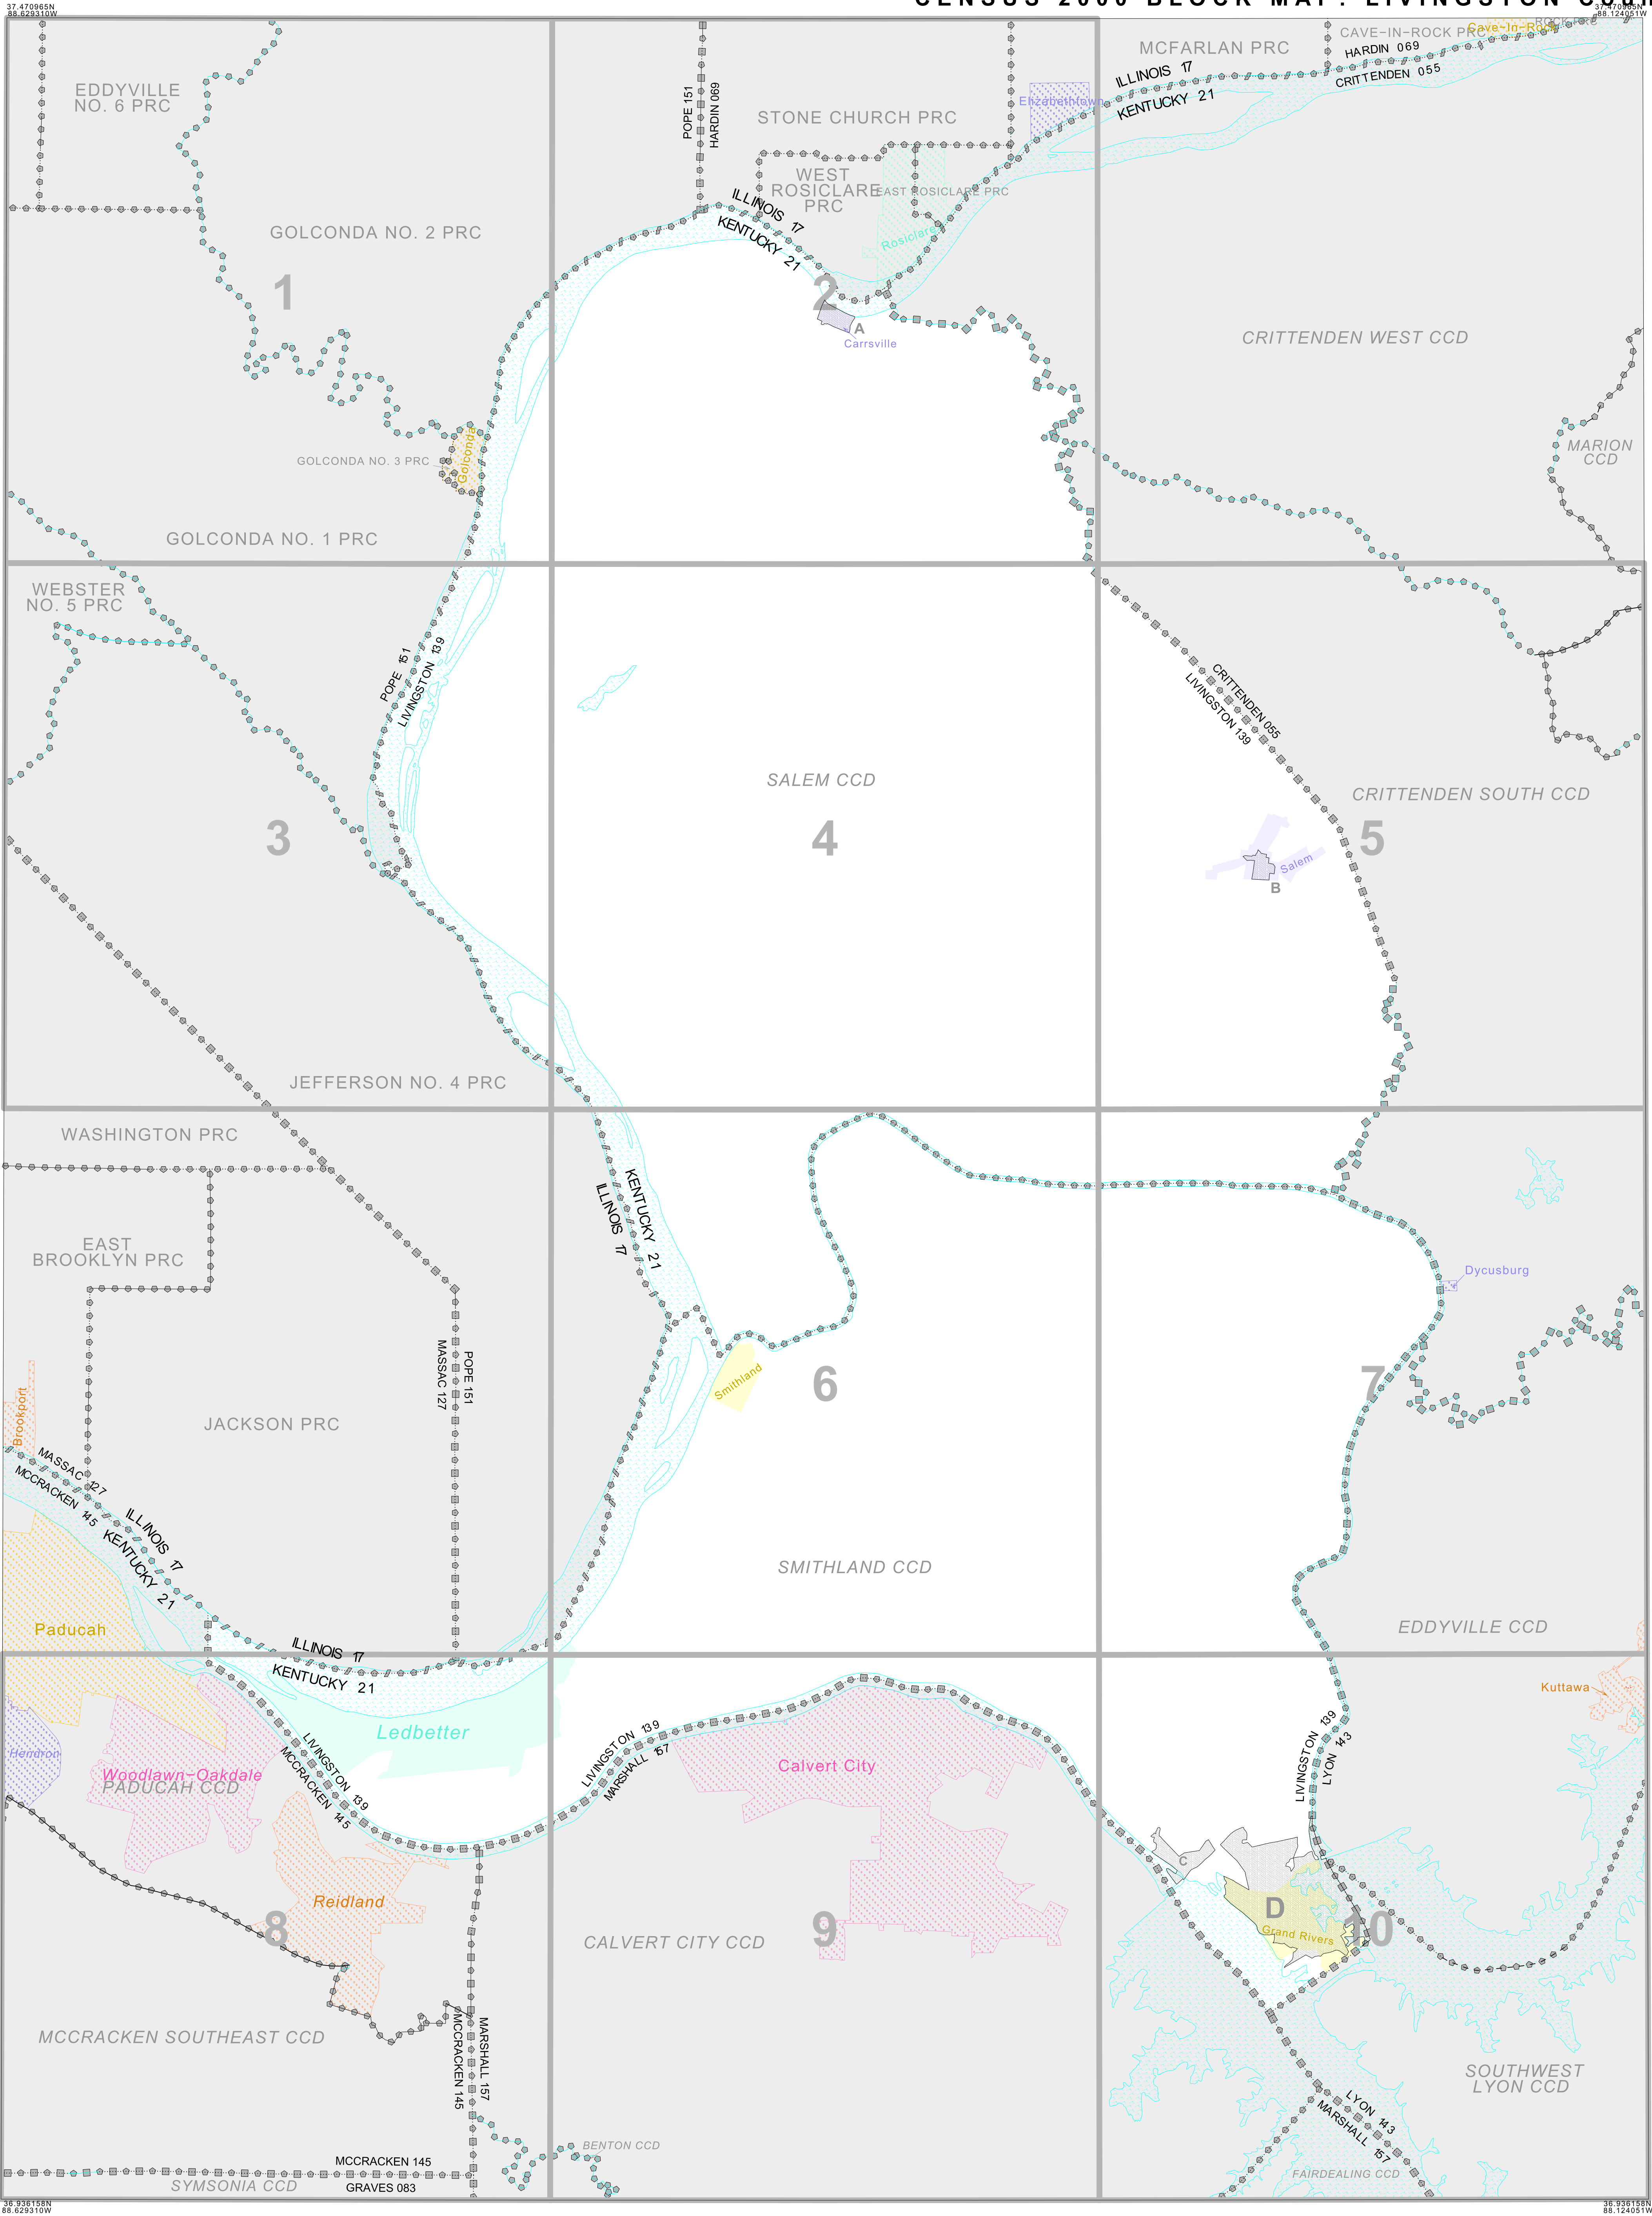 CENSUS 2000 BLOCK MAP: LIVINGSTON
37.470965N
88.629310W
37.470965N
88.124051W
EDDYVILLE
NO. 6 PRC
POPE 151
HARDIN 069
STONE CHURCH PRC
Elizabethtown
MCFARLAN PRC
CAVE-IN-ROCK PRC
Cave-In-Rock
HARDIN 069
CRITTENDEN 055
ILLINOIS 17
KENTUCKY 21
WEST
ROSICLARE
PRC
EAST ROSICLARE PRC
Rosiclare
ILLINOIS 17
KENTUCKY 21
GOLCONDA NO. 2 PRC
1
2
A
Carrsville
CRITTENDEN WEST CCD
MARION
CCD
Golconda
GOLCONDA NO. 3 PRC
GOLCONDA NO. 1 PRC
WEBSTER
NO. 5 PRC
POPE 151
LIVINGSTON 139
CRITTENDEN 055
LIVINGSTON 139
SALEM CCD
CRITTENDEN SOUTH CCD
3
4
5
Salem
B
JEFFERSON NO. 4 PRC
WASHINGTON PRC
EAST
BROOKLYN PRC
KENTUCKY 21
ILLINOIS 17
Dycusburg
POPE 151
MASSAC 127
Smithland
6
7
Brookport
JACKSON PRC
MASSAC 127
MCCRACKEN 145
ILLINOIS 17
KENTUCKY 21
SMITHLAND CCD
Paducah
EDDYVILLE CCD
ILLINOIS 17
KENTUCKY 21
Kuttawa
Ledbetter
LIVINGSTON 139
MARSHALL 157
LIVINGSTON 139
LYON 143
Hendron
Woodlawn-Oakdale
PADUCAH CCD
LIVINGSTON 139
MCCRACKEN 145
Calvert City
C
Reidland
8
9
D
10
Grand Rivers
CALVERT CITY CCD
MCCRACKEN SOUTHEAST CCD
MARSHALL 157
MCCRACKEN 145
SOUTHWEST
LYON CCD
LYON 143
MARSHALL 157
BENTON CCD
MCCRACKEN 145
GRAVES 083
SYMSONIA CCD
FAIRDEALING CCD
36.936158N
88.629310W
36.936158N
88.124051W